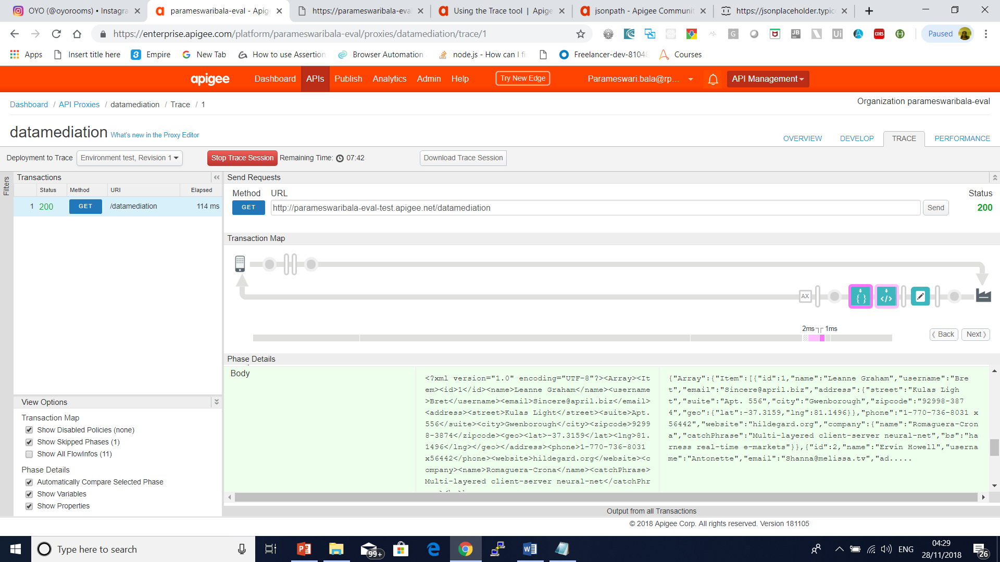 OYO (@oyorooms) • Instagra
parameswaribala-eval - Apig
https://parameswaribala-eval
Using the Trace tool | Apige
jsonpath - Apigee Communit
https://jsonplaceholder.typic
https://enterprise.apigee.com/platform/parameswaribala-eval/proxies/datamediation/trace/1
Paused
Apps
Insert title here
Empire
New Tab
How to use Assertion
Browser Automation
node.js - How can I fi
Freelancer-dev-81048
Courses
apigee
Dashboard
APIs
Publish
Analytics
Admin
Help
Try New Edge
Parameswari.bala@rp...
API Management
Dashboard / API Proxies / datamediation / Trace / 1
Organization parameswaribala-eval
datamediation What's new in the Proxy Editor
OVERVIEW
DEVELOP
TRACE
PERFORMANCE
Deployment to Trace
Environment test, Revision 1
Stop Trace Session
Remaining Time: 07:42
Download Trace Session
Filters
Transactions
Status Method URI Elapsed
1 200 GET /datamediation 114 ms
Send Requests
Method URL Status
GET http://parameswaribala-eval-test.apigee.net/datamediation Send 200
Transaction Map
AX
{ }
</>
2ms 1ms
Back
Next
Phase Details
Body
<?xml version="1.0" encoding="UTF-8"?><Array><It
em><id>1</id><name>Leanne Graham</name><username
>Bret</username><email>Sincere@april.biz</email>
<address><street>Kulas Light</street><suite>Apt.
556</suite><city>Gwenborough</city><zipcode>9299
8-3874</zipcode><geo><lat>-37.3159</lat><lng>81.
1496</lng></geo></address><phone>1-770-736-8031
x56442</phone><website>hildegard.org</website><c
ompany><name>Romaguera-Crona</name><catchPhrase>
Multi-layered client-server neural-net</catchPhr
{"Array":{"Item":[{"id":1,"name":"Leanne Graham","username":"Bre
t","email":"Sincere@april.biz","address":{"street":"Kulas Ligh
t","suite":"Apt. 556","city":"Gwenborough","zipcode":"92998-387
4","geo":{"lat":-37.3159,"lng":81.1496}},"phone":"1-770-736-8031 x
56442","website":"hildegard.org","company":{"name":"Romaguera-Cron
a","catchPhrase":"Multi-layered client-server neural-net","bs":"ha
rness real-time e-markets"}},{"id":2,"name":"Ervin Howell","userna
me":"Antonette","email":"Shanna@melissa.tv","ad.....
View Options
Transaction Map
Show Disabled Policies (none)
Show Skipped Phases (1)
Show All FlowInfos (11)
Phase Details
Automatically Compare Selected Phase
Show Variables
Show Properties
Output from all Transactions
© 2018 Apigee Corp. All rights reserved. Version 181105
Type here to search
99+
ENG
04:29
28/11/2018
26